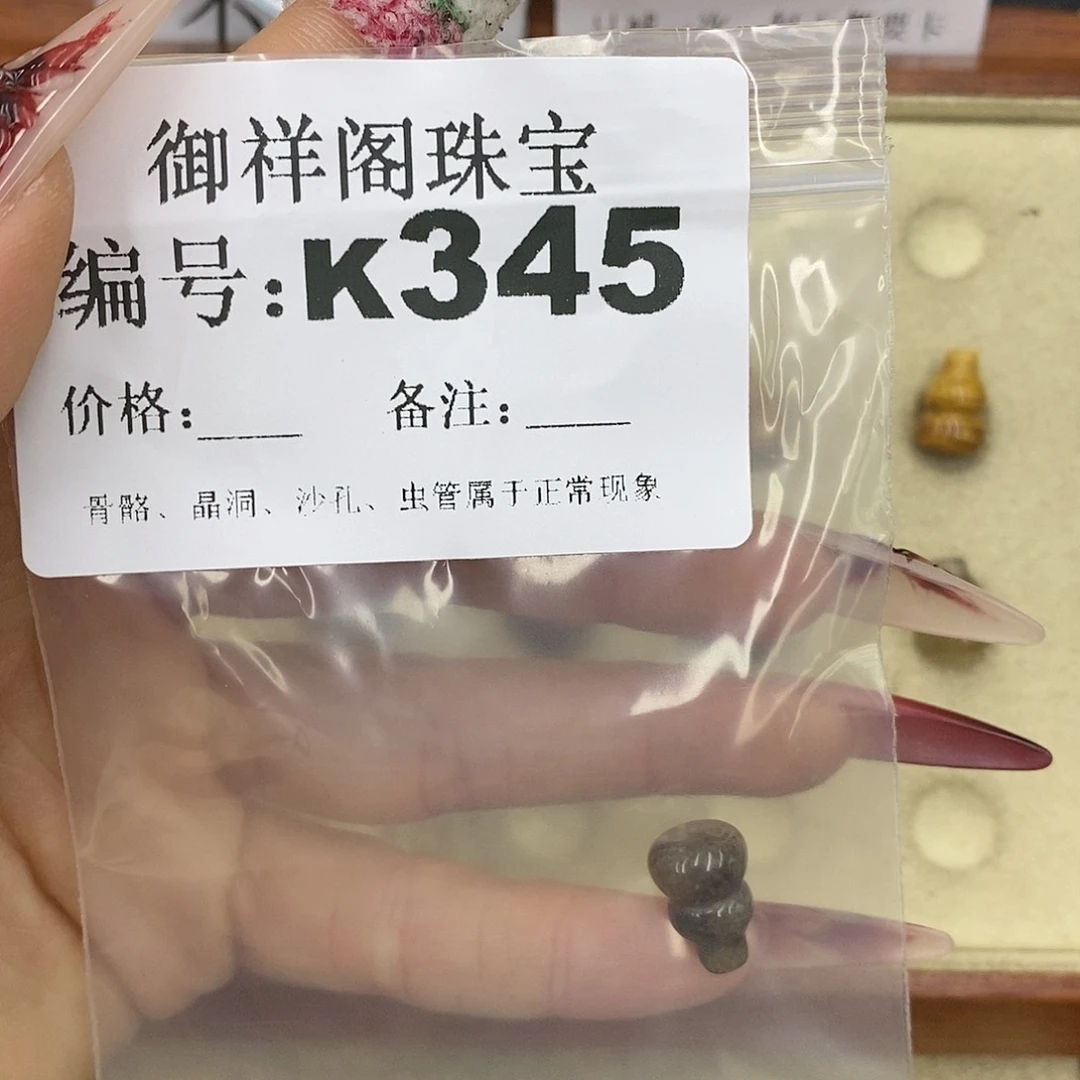 御祥阁珠宝
编号:K345
价格:____ 备注:____
骨骼、晶洞、沙孔、虫管属于正常现象